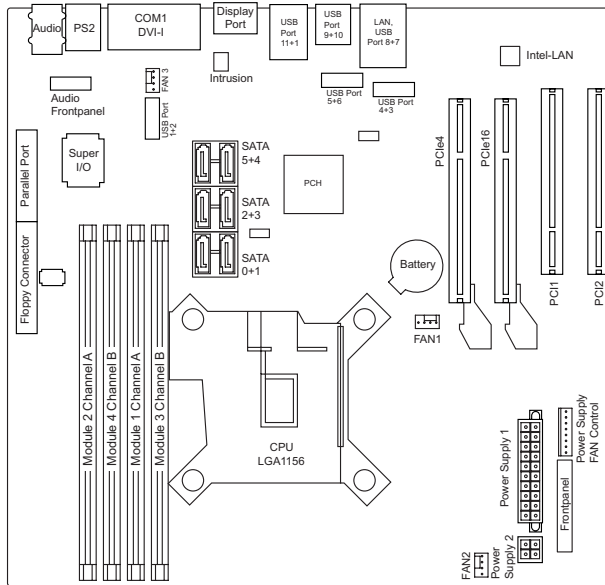 Audio
PS2
COM1
DVI-I
Display
Port
USB
Port
11+1
USB
Port
9+10
LAN,
USB
Port 8+7
Intel-LAN
Intrusion
FAN 3
Audio
Frontpanel
USB Port
1+2
USB Port
5+6
USB Port
4+3
Parallel Port
Super
I/O
SATA
5+4
SATA
2+3
SATA
0+1
PCH
PCIe4
PCIe16
PCI1
PCI2
Floppy Connector
Battery
FAN1
Module 2 Channel A
Module 4 Channel B
Module 1 Channel A
Module 3 Channel B
CPU
LGA1156
Power Supply 1
Power Supply
FAN Control
Frontpanel
FAN2
Power
Supply 2